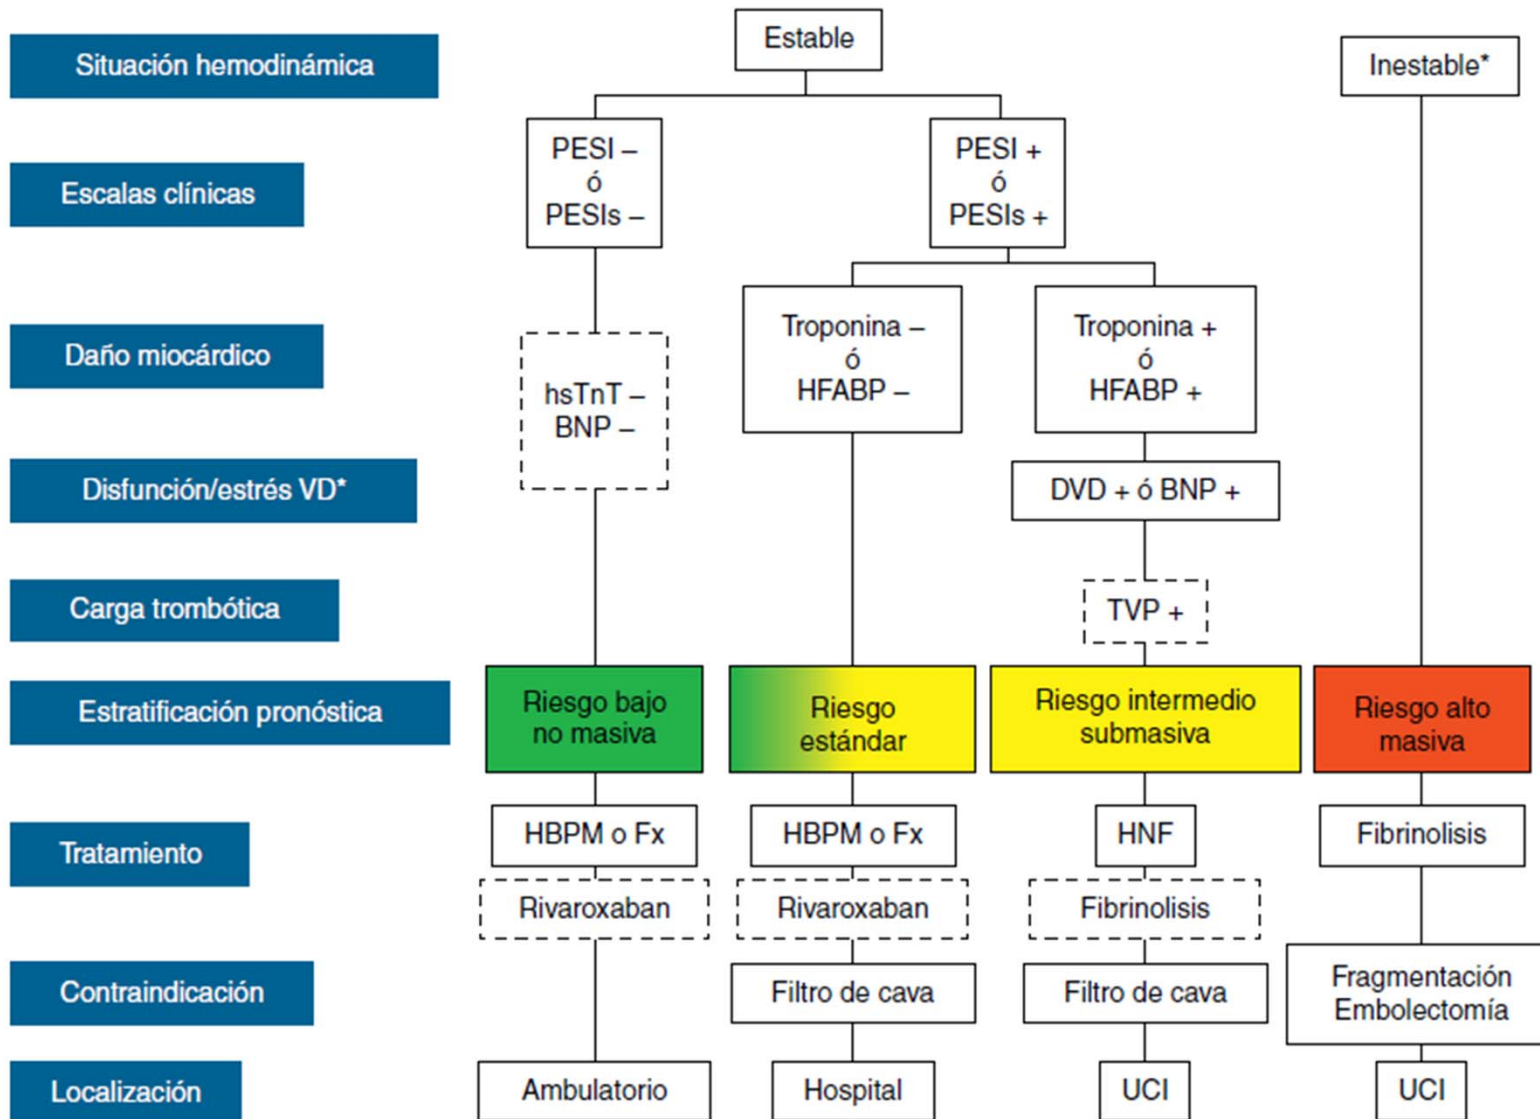 Situación hemodinámica
Estable
Inestable*
Escalas clínicas
PESI –
ó
PESIs –
PESI +
ó
PESIs +
Daño miocárdico
hsTnT –
BNP –
Troponina –
ó
HFABP –
Troponina +
ó
HFABP +
Disfunción/estrés VD*
DVD + ó BNP +
Carga trombótica
TVP +
Estratificación pronóstica
Riesgo bajo
no masiva
Riesgo
estándar
Riesgo intermedio
submasiva
Riesgo alto
masiva
Tratamiento
HBPM o Fx
HBPM o Fx
HNF
Fibrinolisis
Rivaroxaban
Rivaroxaban
Fibrinolisis
Contraindicación
Filtro de cava
Filtro de cava
Fragmentación
Embolectomía
Localización
Ambulatorio
Hospital
UCI
UCI